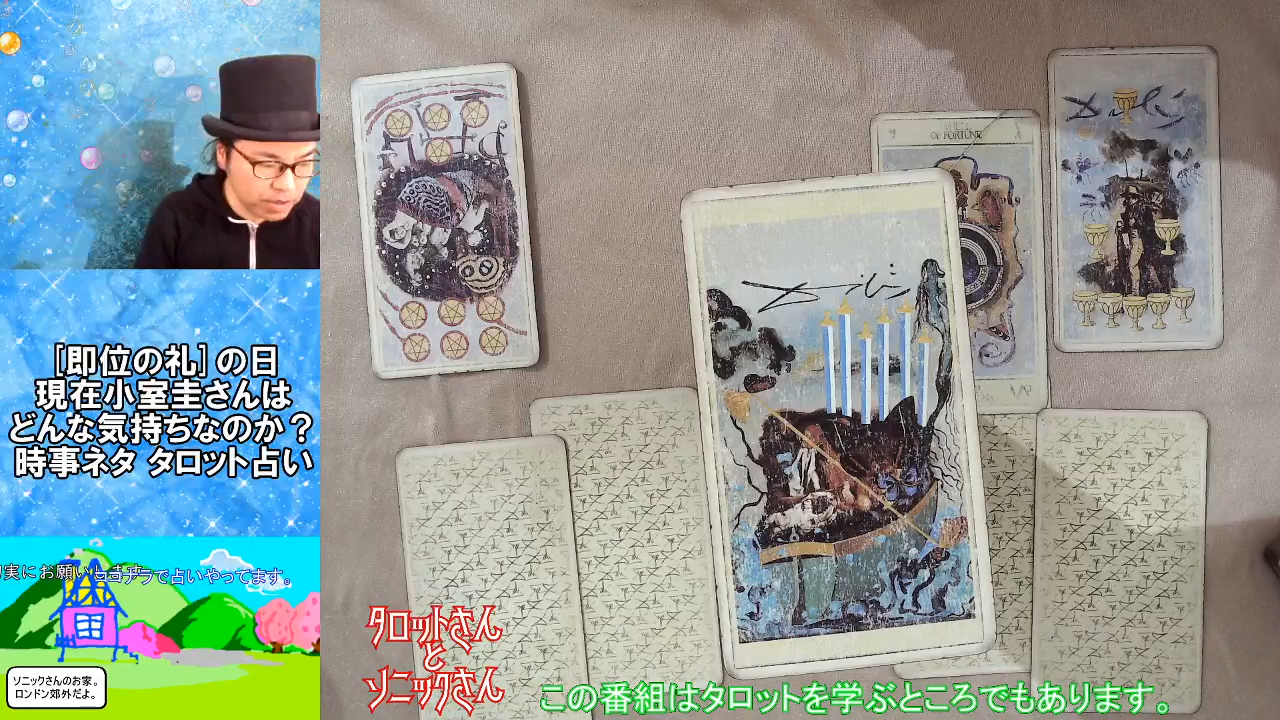 [即位の礼]の日
現在小室圭さんは
どんな気持ちなのか？
時事ネタ タロット占い
実にお願いします
ココナラで占いやってます。
ソニックさんのお家。
ロンドン郊外だよ。
タロットさん
と
ソニックさん
この番組はタロットを学ぶところでもあります。
OF FORTUNE
Dalí